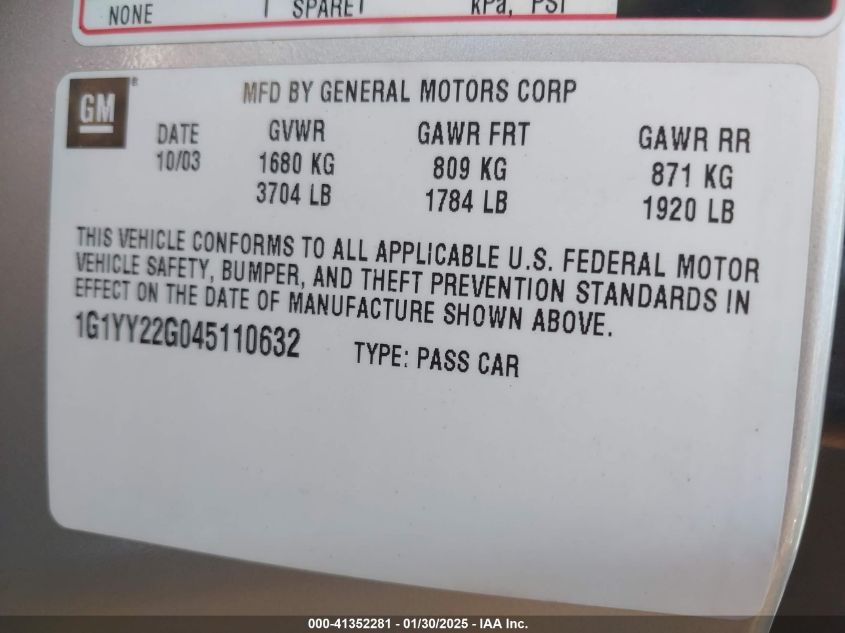 NONE SPARE kPa, PSI
GM ®
MFD BY GENERAL MOTORS CORP
DATE GVWR GAWR FRT GAWR RR
10/03 1680 KG 809 KG 871 KG
3704 LB 1784 LB 1920 LB
THIS VEHICLE CONFORMS TO ALL APPLICABLE U.S. FEDERAL MOTOR
VEHICLE SAFETY, BUMPER, AND THEFT PREVENTION STANDARDS IN
EFFECT ON THE DATE OF MANUFACTURE SHOWN ABOVE.
1G1YY22G045110632 TYPE: PASS CAR
000-41352281 - 01/30/2025 - IAA Inc.